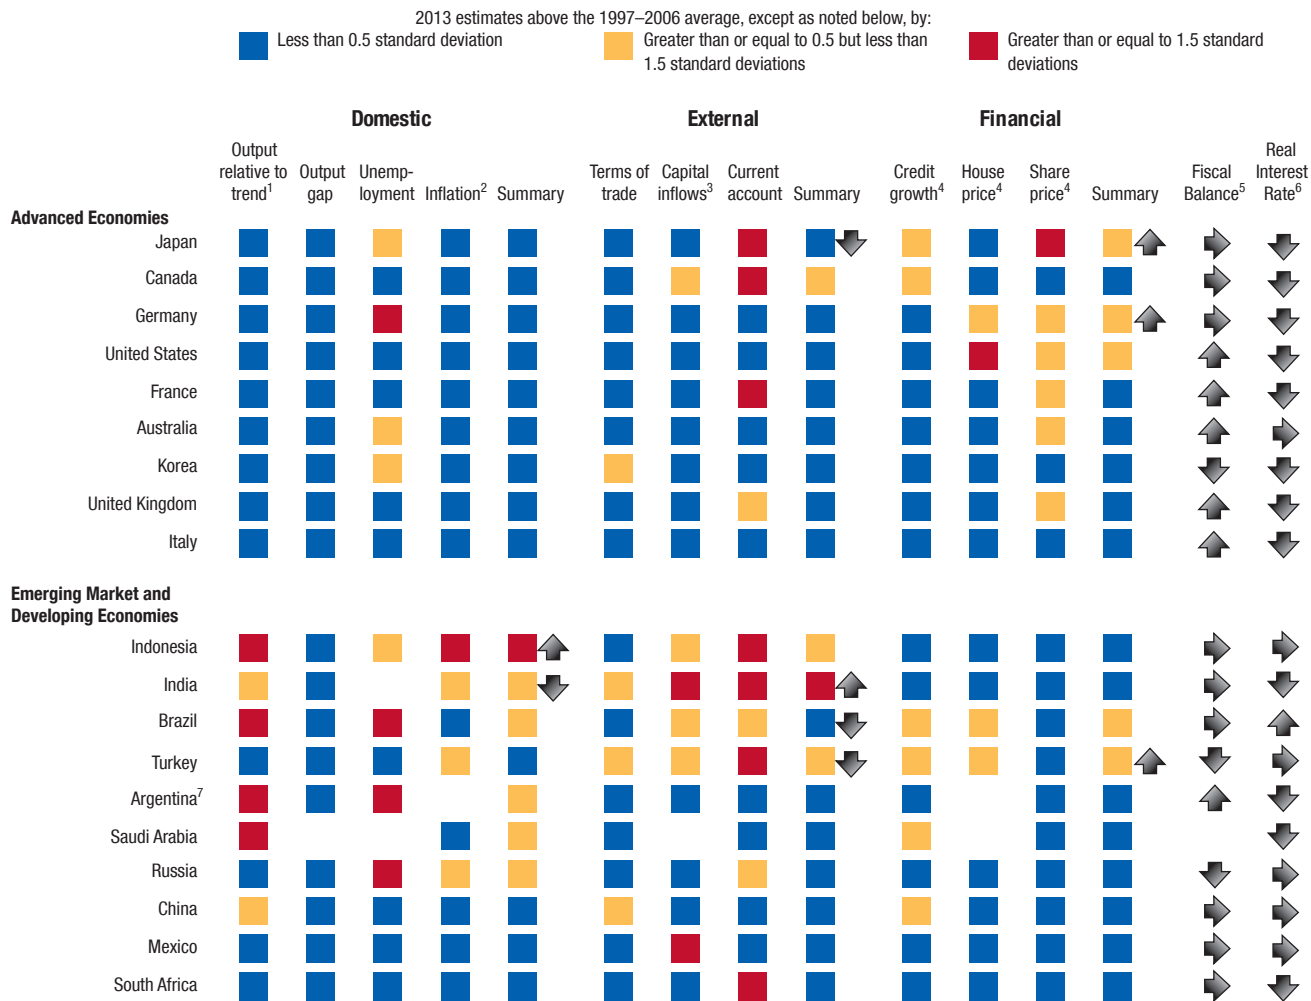 2013 estimates above the 1997–2006 average, except as noted below, by:
Less than 0.5 standard deviation
Greater than or equal to 0.5 but less than
1.5 standard deviations
Greater than or equal to 1.5 standard
deviations
Domestic
External
Financial
Output
relative to
trend1
Output
gap
Unemp-
loyment
Inflation2
Summary
Terms of
trade
Capital
inflows3
Current
account
Summary
Credit
growth4
House
price4
Share
price4
Summary
Fiscal
Balance5
Real
Interest
Rate6
Advanced Economies
Japan
Canada
Germany
United States
France
Australia
Korea
United Kingdom
Italy
Emerging Market and
Developing Economies
Indonesia
India
Brazil
Turkey
Argentina7
Saudi Arabia
Russia
China
Mexico
South Africa